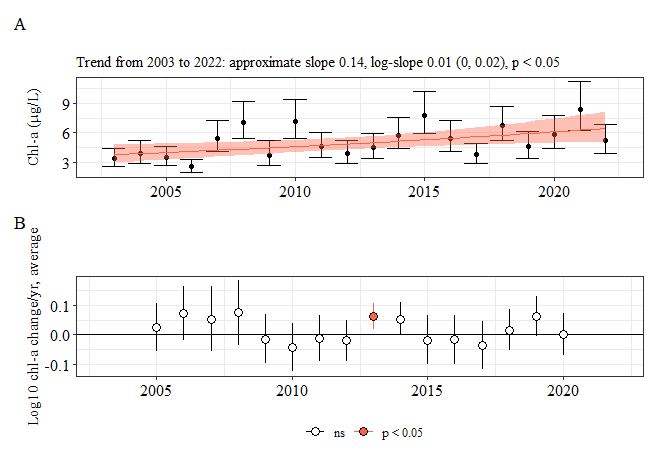 A
Trend from 2003 to 2022: approximate slope 0.14, log-slope 0.01 (0, 0.02), p < 0.05
Chl-a (µg/L)
9
6
3
2005 2010 2015 2020
B
Log10 chl-a change/yr, average
0.1
0.0
-0.1
2005 2010 2015 2020
ns p < 0.05